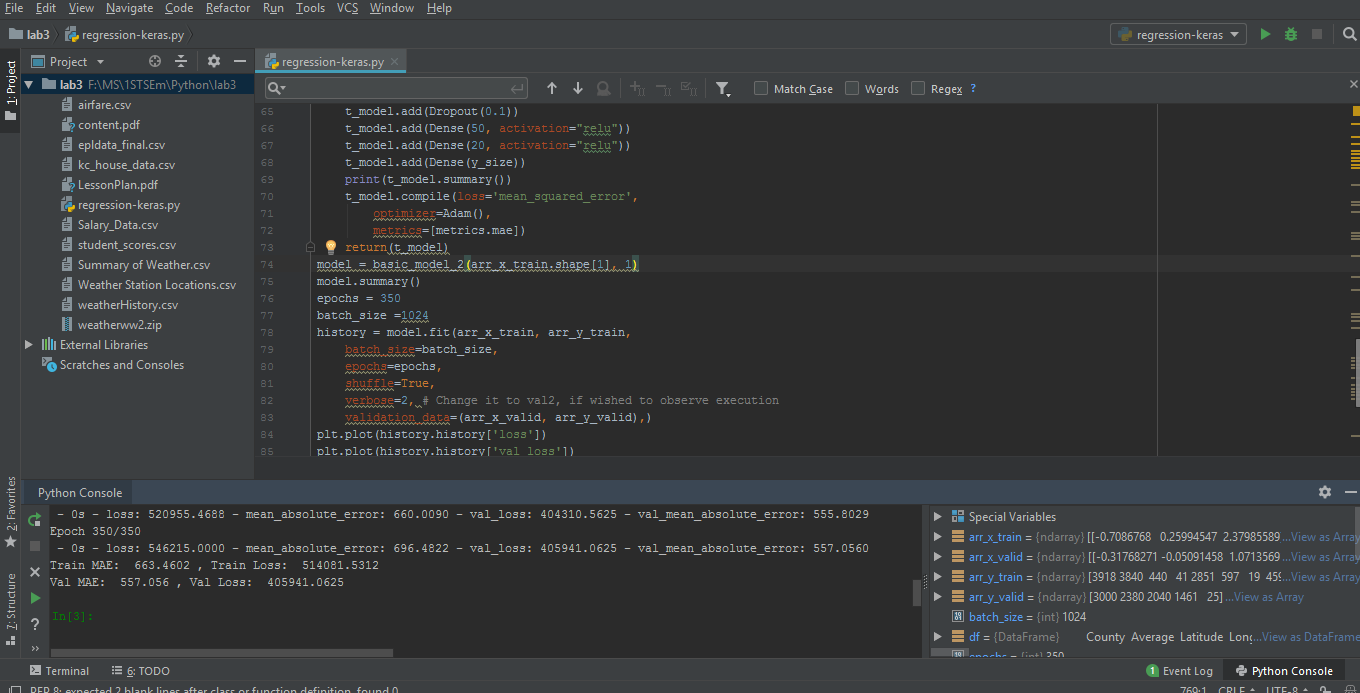 File Edit View Navigate Code Refactor Run Tools VCS Window Help
lab3 regression-keras.py
regression-keras
1: Project
Project
regression-keras.py
lab3 F:\MS\1STSEm\Python\lab3
airfare.csv
content.pdf
epldata_final.csv
kc_house_data.csv
LessonPlan.pdf
regression-keras.py
Salary_Data.csv
student_scores.csv
Summary of Weather.csv
Weather Station Locations.csv
weatherHistory.csv
weatherww2.zip
External Libraries
Scratches and Consoles
Match Case Words Regex ?
65 t_model.add(Dropout(0.1))
66 t_model.add(Dense(50, activation="relu"))
67 t_model.add(Dense(20, activation="relu"))
68 t_model.add(Dense(y_size))
69 print(t_model.summary())
70 t_model.compile(loss='mean_squared_error',
71 optimizer=Adam(),
72 metrics=[metrics.mae])
73 return(t_model)
74 model = basic_model_2(arr_x_train.shape[1], 1)
75 model.summary()
76 epochs = 350
77 batch_size =1024
78 history = model.fit(arr_x_train, arr_y_train,
79 batch_size=batch_size,
80 epochs=epochs,
81 shuffle=True,
82 verbose=2, # Change it to val2, if wished to observe execution
83 validation_data=(arr_x_valid, arr_y_valid),)
84 plt.plot(history.history['loss'])
85 plt.plot(history.history['val_loss'])
2: Favorites
7: Structure
Python Console
- 0s - loss: 520955.4688 - mean_absolute_error: 660.0090 - val_loss: 404310.5625 - val_mean_absolute_error: 555.8029
Epoch 350/350
- 0s - loss: 546215.0000 - mean_absolute_error: 696.4822 - val_loss: 405941.0625 - val_mean_absolute_error: 557.0560
Train MAE: 663.4602 , Train Loss: 514081.5312
Val MAE: 557.056 , Val Loss: 405941.0625
In[3]:
Special Variables
arr_x_train = {ndarray} [[-0.7086768 0.25994547 2.37985589 ...View as Array
arr_x_valid = {ndarray} [[-0.31768271 -0.05091458 1.0713569 ...View as Array
arr_y_train = {ndarray} [3918 3840 440 41 2851 597 19 459 ...View as Array
arr_y_valid = {ndarray} [3000 2380 2040 1461 25] ...View as Array
batch_size = {int} 1024
df = {DataFrame} County Average Latitude Long ...View as DataFrame
epochs = {int} 350
Terminal 6: TODO
1 Event Log Python Console
PEP 8: expected 2 blank lines after class or function definition, found 0
769:1 CRLF UTF-8